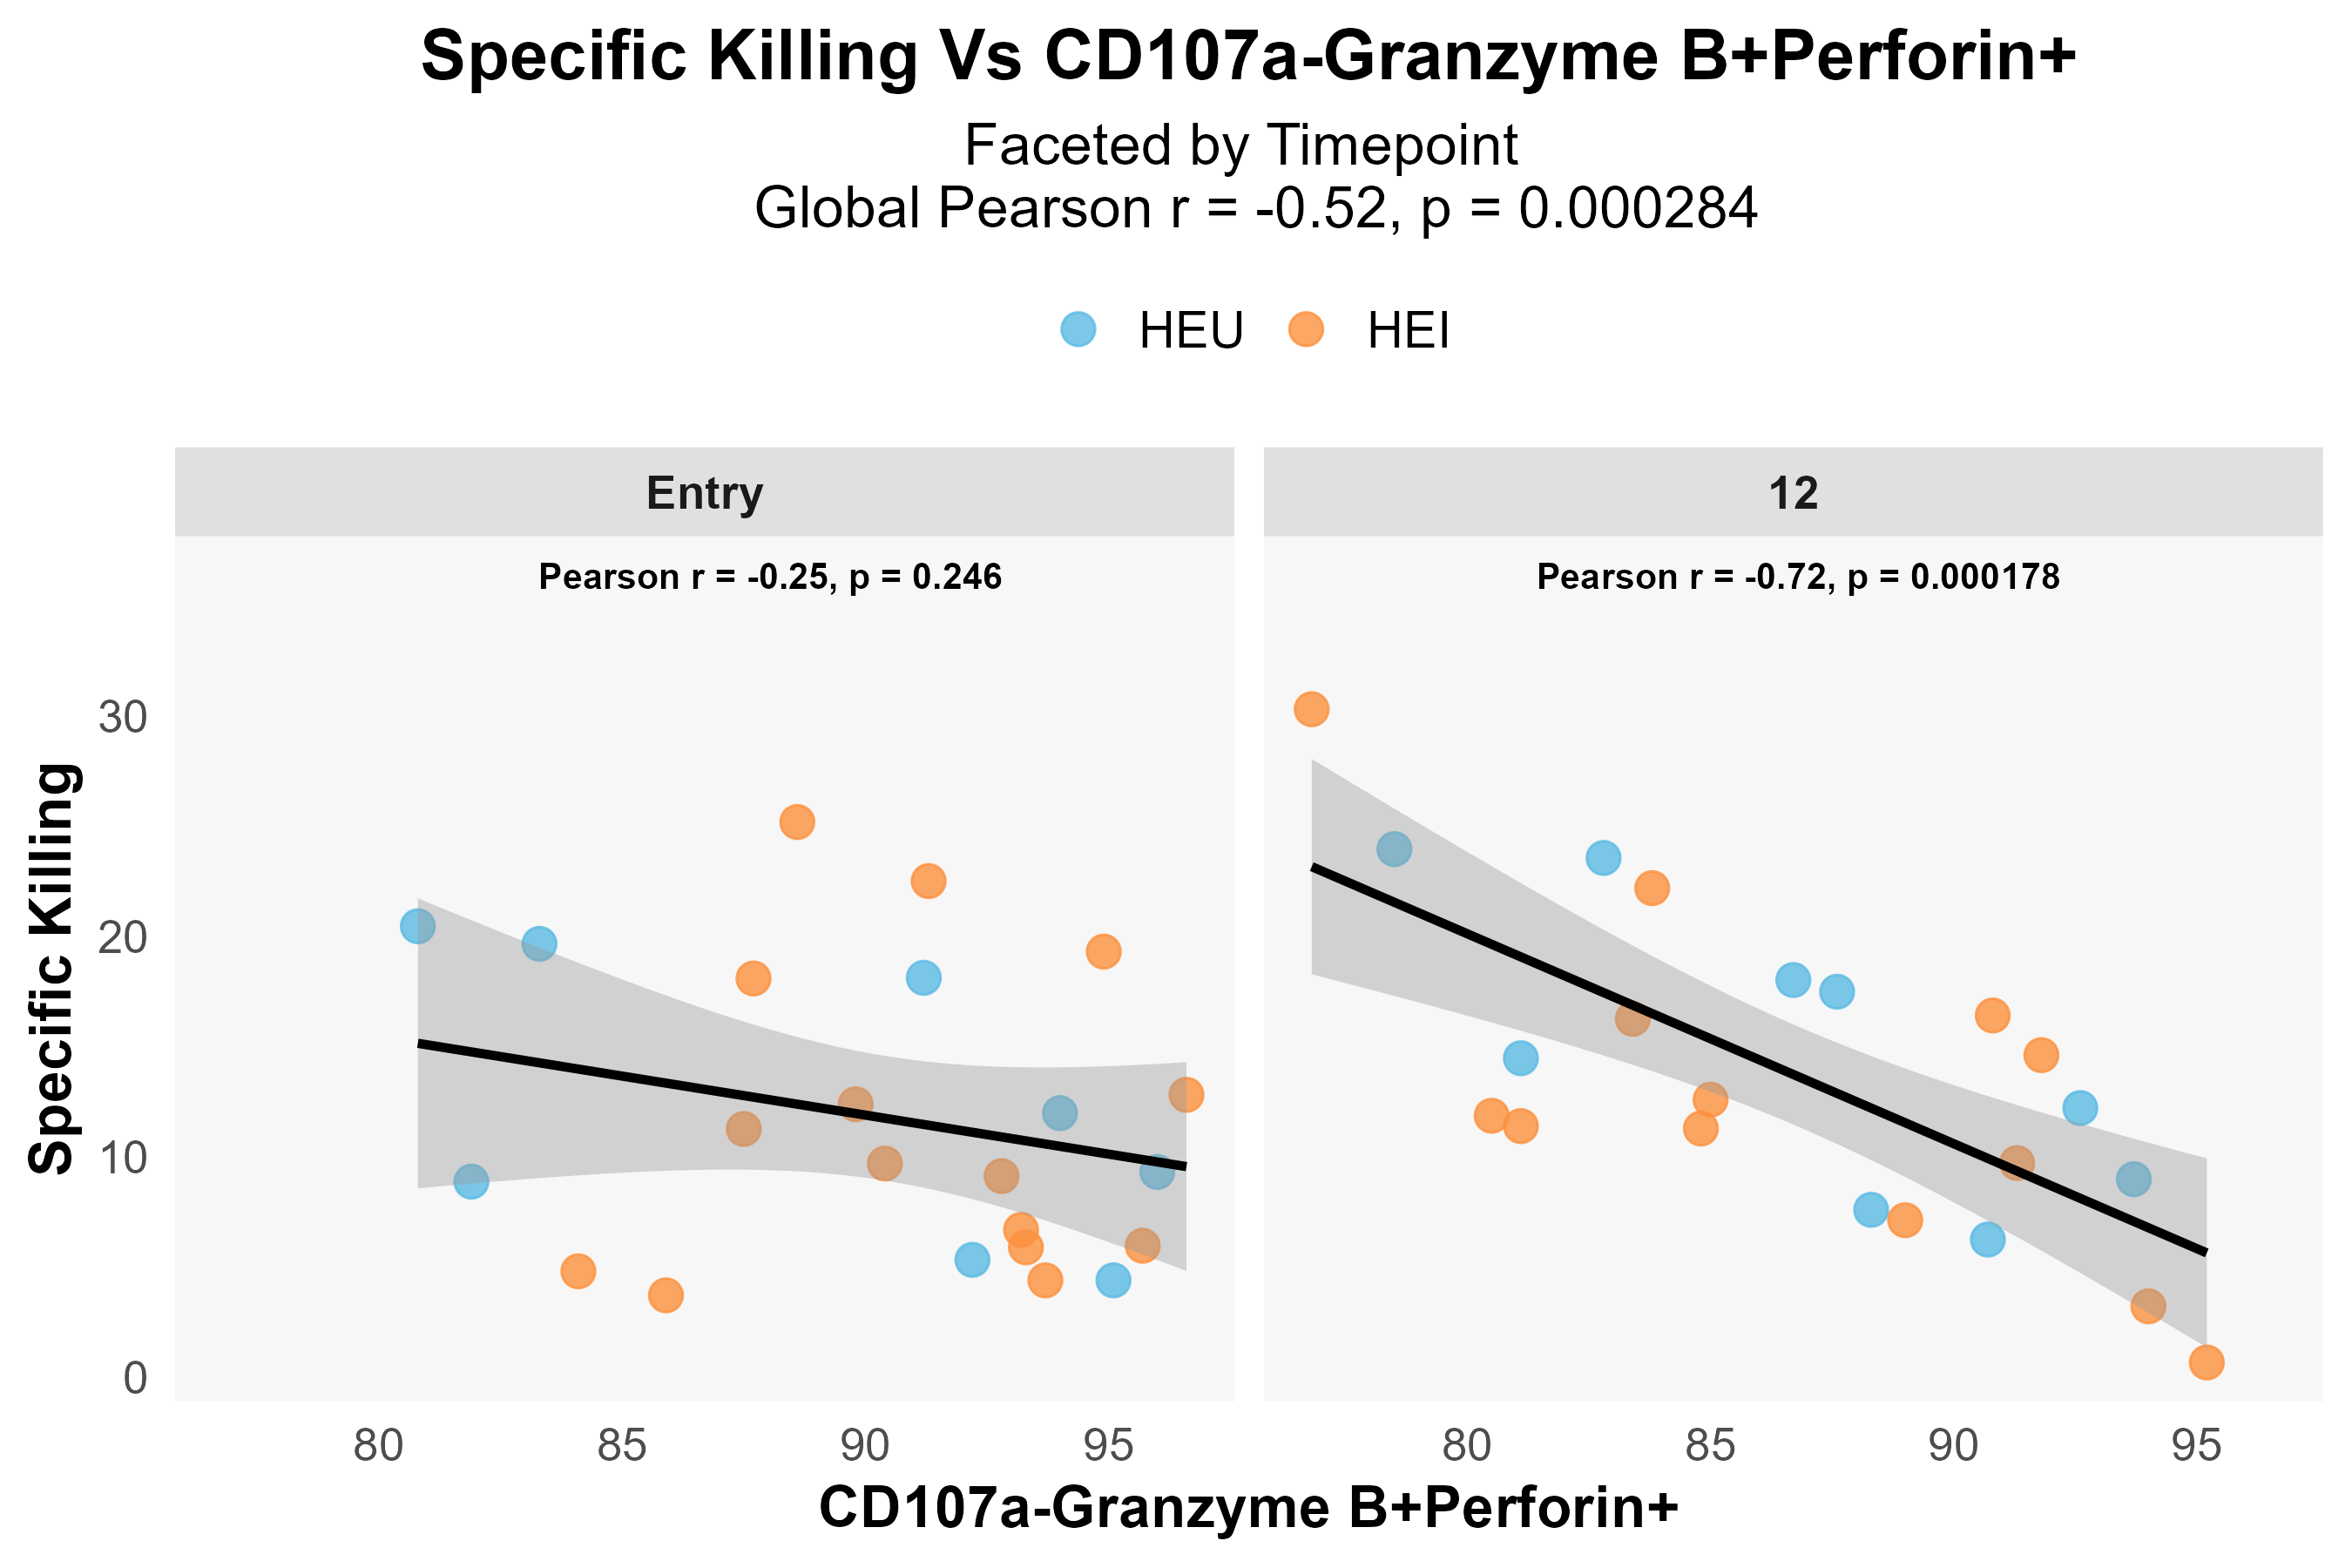 Specific Killing Vs CD107a-Granzyme B+Perforin+
Faceted by Timepoint
Global Pearson r = -0.52, p = 0.000284
HEU HEI
Entry
12
Pearson r = -0.25, p = 0.246
Pearson r = -0.72, p = 0.000178
Specific Killing
30
20
10
0
80 85 90 95
80 85 90 95
CD107a-Granzyme B+Perforin+